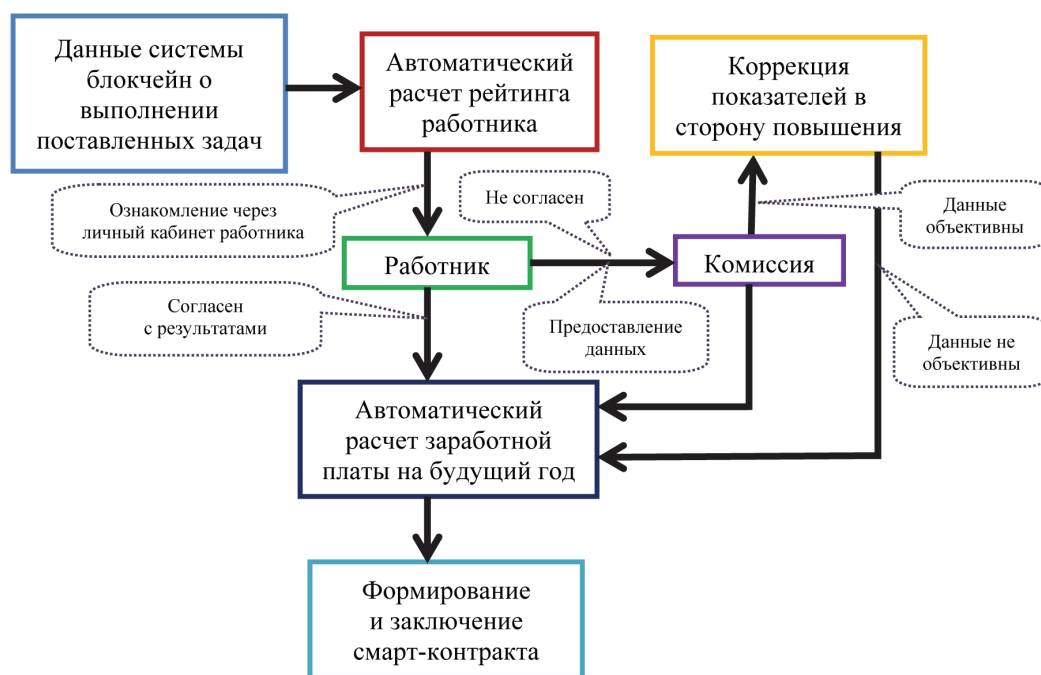 Данные системы
блокчейн о
выполнении
поставленных задач
Автоматический
расчет рейтинга
работника
Коррекция
показателей в
сторону повышения
Ознакомление через
личный кабинет работника
Не согласен
Данные
объективны
Работник
Комиссия
Согласен
с результатами
Предоставление
данных
Данные не
объективны
Автоматический
расчет заработной
платы на будущий год
Формирование
и заключение
смарт-контракта